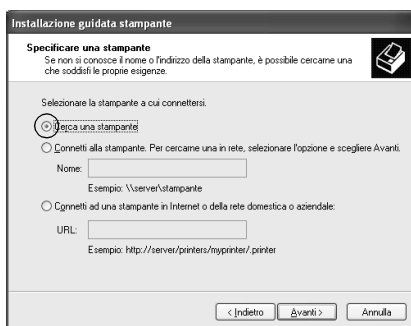 Installazione guidata stampante
Specificare una stampante
Se non si conosce il nome o l'indirizzo della stampante, è possibile cercarne una
che soddisfi le proprie esigenze.
Selezionare la stampante a cui connettersi.
Cerca una stampante
Connetti alla stampante. Per cercarne una in rete, selezionare l'opzione e scegliere Avanti.
Nome:
Esempio: \\server\stampante
Connetti ad una stampante in Internet o della rete domestica o aziendale:
URL:
Esempio: http://server/printers/myprinter/.printer
< Indietro
Avanti >
Annulla